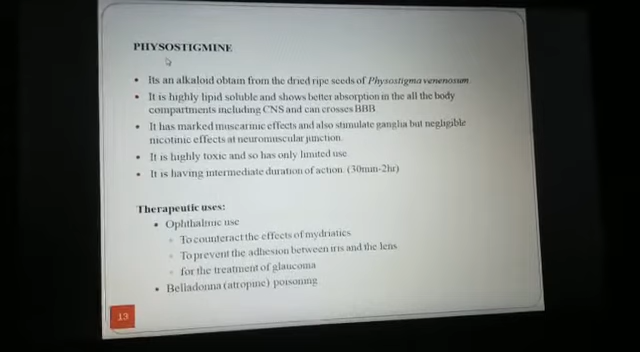 PHYSOSTIGMINE
• Its an alkaloid obtain from the dried ripe seeds of Physostigma venenosum.
• It is highly lipid soluble and shows better absorption in the all the body
compartments including CNS and can crosses BBB
• It has marked muscarinic effects and also stimulate ganglia but negligible
nicotinic effects at neuromuscular junction.
• It is highly toxic and so has only limited use
• It is having intermediate duration of action. (30min-2hr)
Therapeutic uses:
• Ophthalmic use
• To counteract the effects of mydriatics
• To prevent the adhesion between iris and the lens
• for the treatment of glaucoma
• Belladonna (atropine) poisoning
13